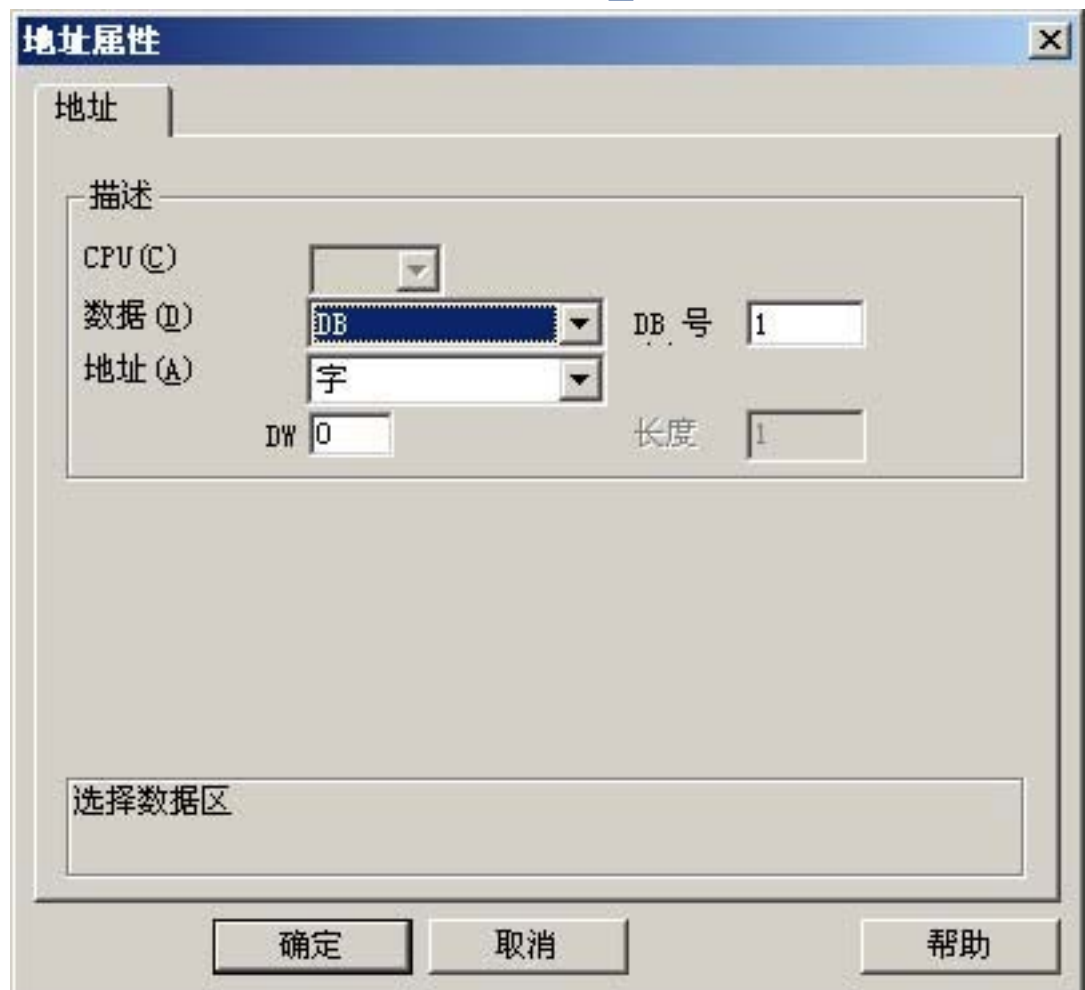 地址属性
地址
描述
CPU(C)
数据(D) DB DB 号 1
地址(A) 字
DW 0 长度 1
选择数据区
确定 取消 帮助